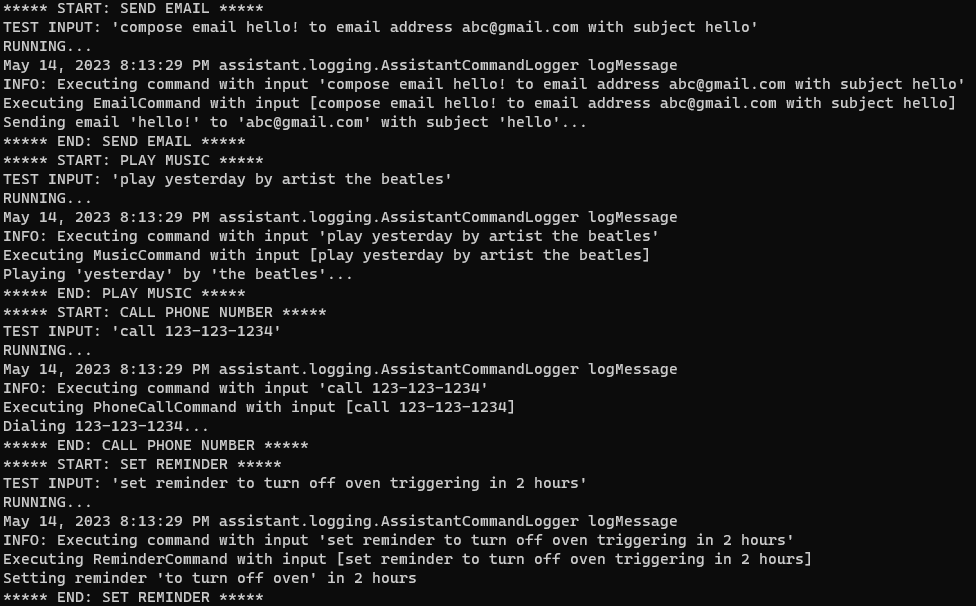 ***** START: SEND EMAIL *****
TEST INPUT: 'compose email hello! to email address abc@gmail.com with subject hello'
RUNNING...
May 14, 2023 8:13:29 PM assistant.logging.AssistantCommandLogger logMessage
INFO: Executing command with input 'compose email hello! to email address abc@gmail.com with subject hello'
Executing EmailCommand with input [compose email hello! to email address abc@gmail.com with subject hello]
Sending email 'hello!' to 'abc@gmail.com' with subject 'hello'...
***** END: SEND EMAIL *****
***** START: PLAY MUSIC *****
TEST INPUT: 'play yesterday by artist the beatles'
RUNNING...
May 14, 2023 8:13:29 PM assistant.logging.AssistantCommandLogger logMessage
INFO: Executing command with input 'play yesterday by artist the beatles'
Executing MusicCommand with input [play yesterday by artist the beatles]
Playing 'yesterday' by 'the beatles'...
***** END: PLAY MUSIC *****
***** START: CALL PHONE NUMBER *****
TEST INPUT: 'call 123-123-1234'
RUNNING...
May 14, 2023 8:13:29 PM assistant.logging.AssistantCommandLogger logMessage
INFO: Executing command with input 'call 123-123-1234'
Executing PhoneCallCommand with input [call 123-123-1234]
Dialing 123-123-1234...
***** END: CALL PHONE NUMBER *****
***** START: SET REMINDER *****
TEST INPUT: 'set reminder to turn off oven triggering in 2 hours'
RUNNING...
May 14, 2023 8:13:29 PM assistant.logging.AssistantCommandLogger logMessage
INFO: Executing command with input 'set reminder to turn off oven triggering in 2 hours'
Executing ReminderCommand with input [set reminder to turn off oven triggering in 2 hours]
Setting reminder 'to turn off oven' in 2 hours
***** END: SET REMINDER *****